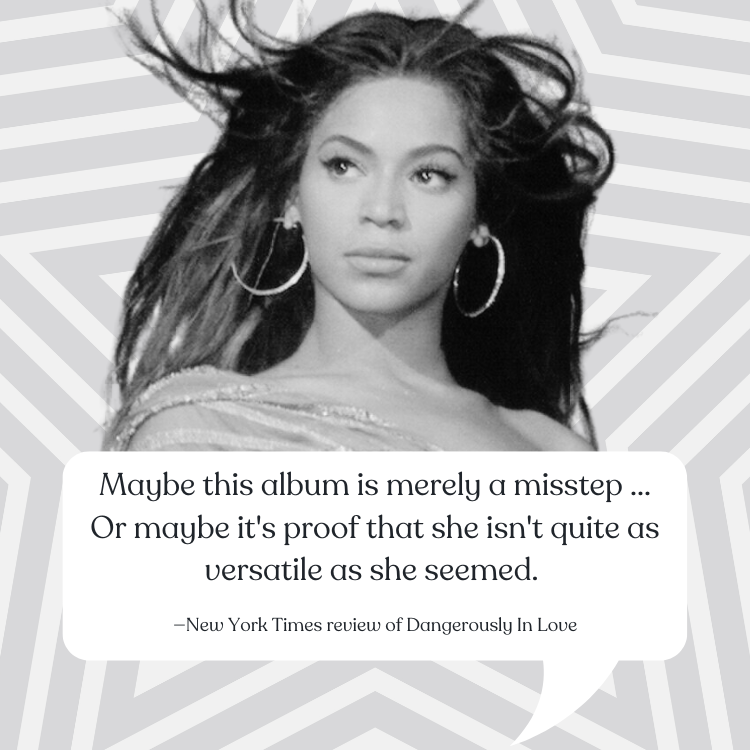 Maybe this album is merely a misstep ...
Or maybe it's proof that she isn't quite as
versatile as she seemed.
—New York Times review of Dangerously In Love